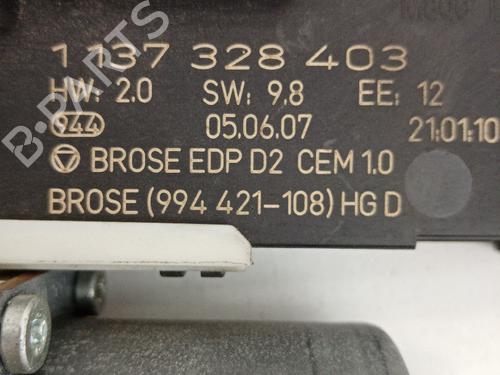 1137 328 403
HW: 2.0 SW: 9.8 EE: 12
944 05.06.07 21:01:10
BROSE EDP D2 CEM 1.0
BROSE (994 421-108) HG D
B-PARTS